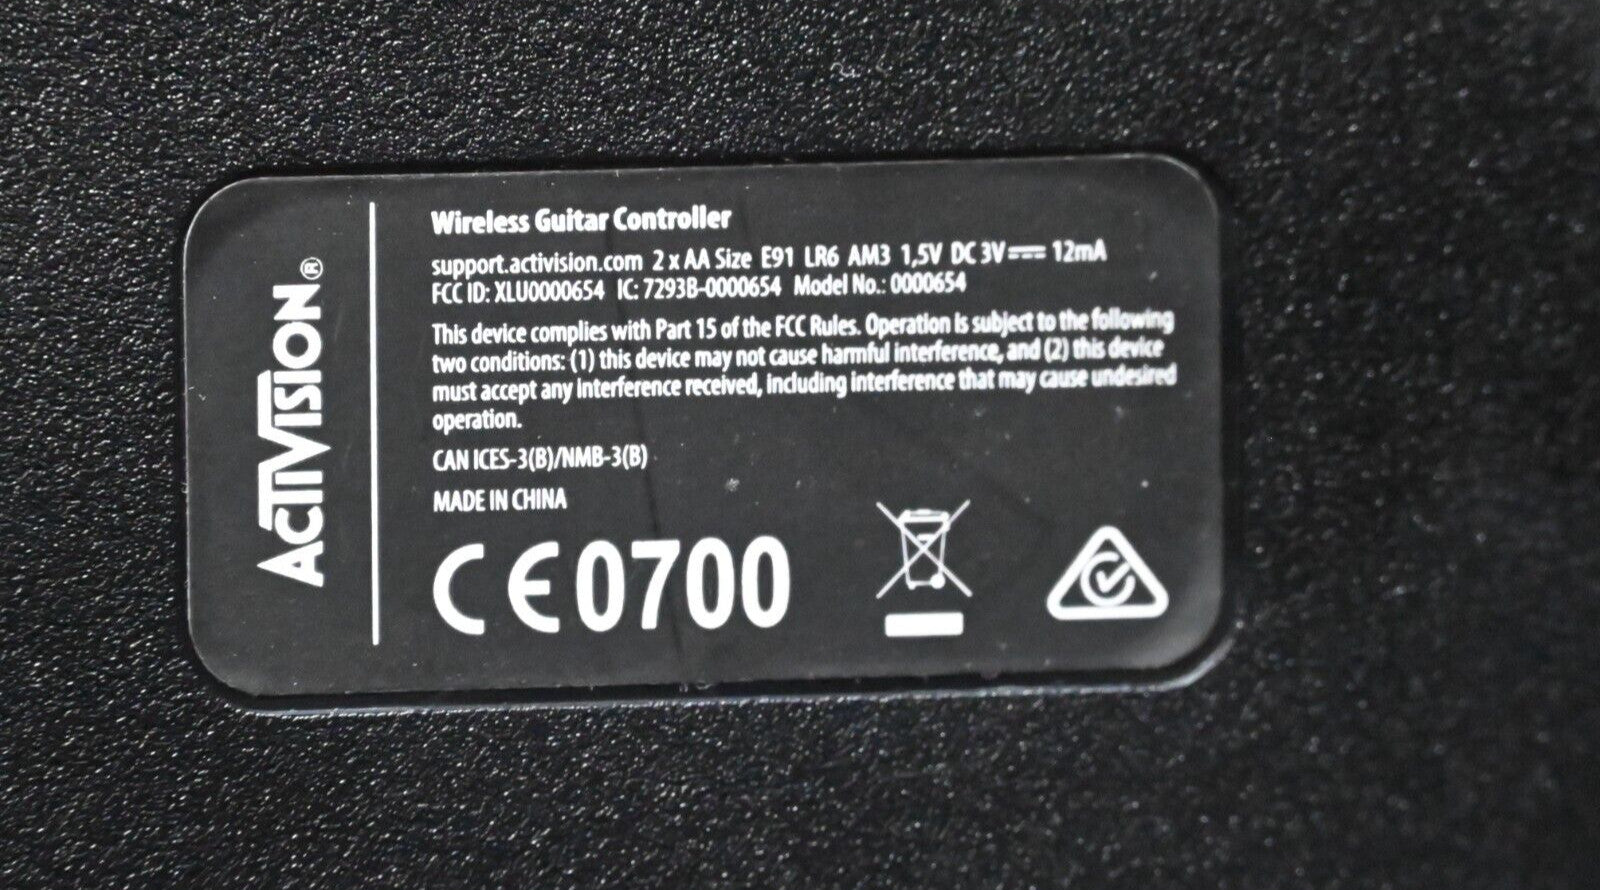 ACTIVISION®
Wireless Guitar Controller
support.activision.com 2 x AA Size E91 LR6 AM3 1,5V DC 3V⎓ 12mA
FCC ID: XLU0000654 IC: 7293B-0000654 Model No.: 0000654
This device complies with Part 15 of the FCC Rules. Operation is subject to the following
two conditions: (1) this device may not cause harmful interference, and (2) this device
must accept any interference received, including interference that may cause undesired
operation.
CAN ICES-3(B)/NMB-3(B)
MADE IN CHINA
CE0700